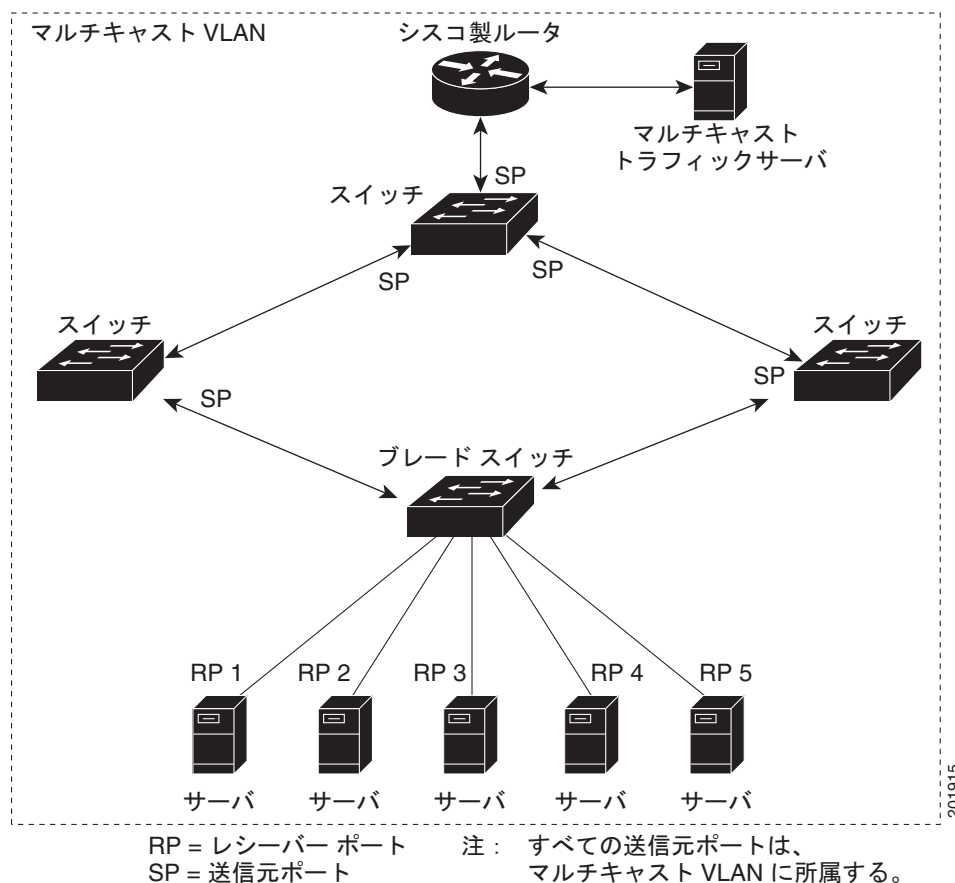 マルチキャスト VLAN
シスコ製ルータ
マルチキャスト
トラフィックサーバ
SP
スイッチ
SP
SP
スイッチ
スイッチ
SP
SP
ブレード スイッチ
RP 1
RP 2
RP 3
RP 4
RP 5
サーバ
サーバ
サーバ
サーバ
サーバ
201915
RP = レシーバー ポート
SP = 送信元ポート
注 : すべての送信元ポートは、
マルチキャスト VLAN に所属する。